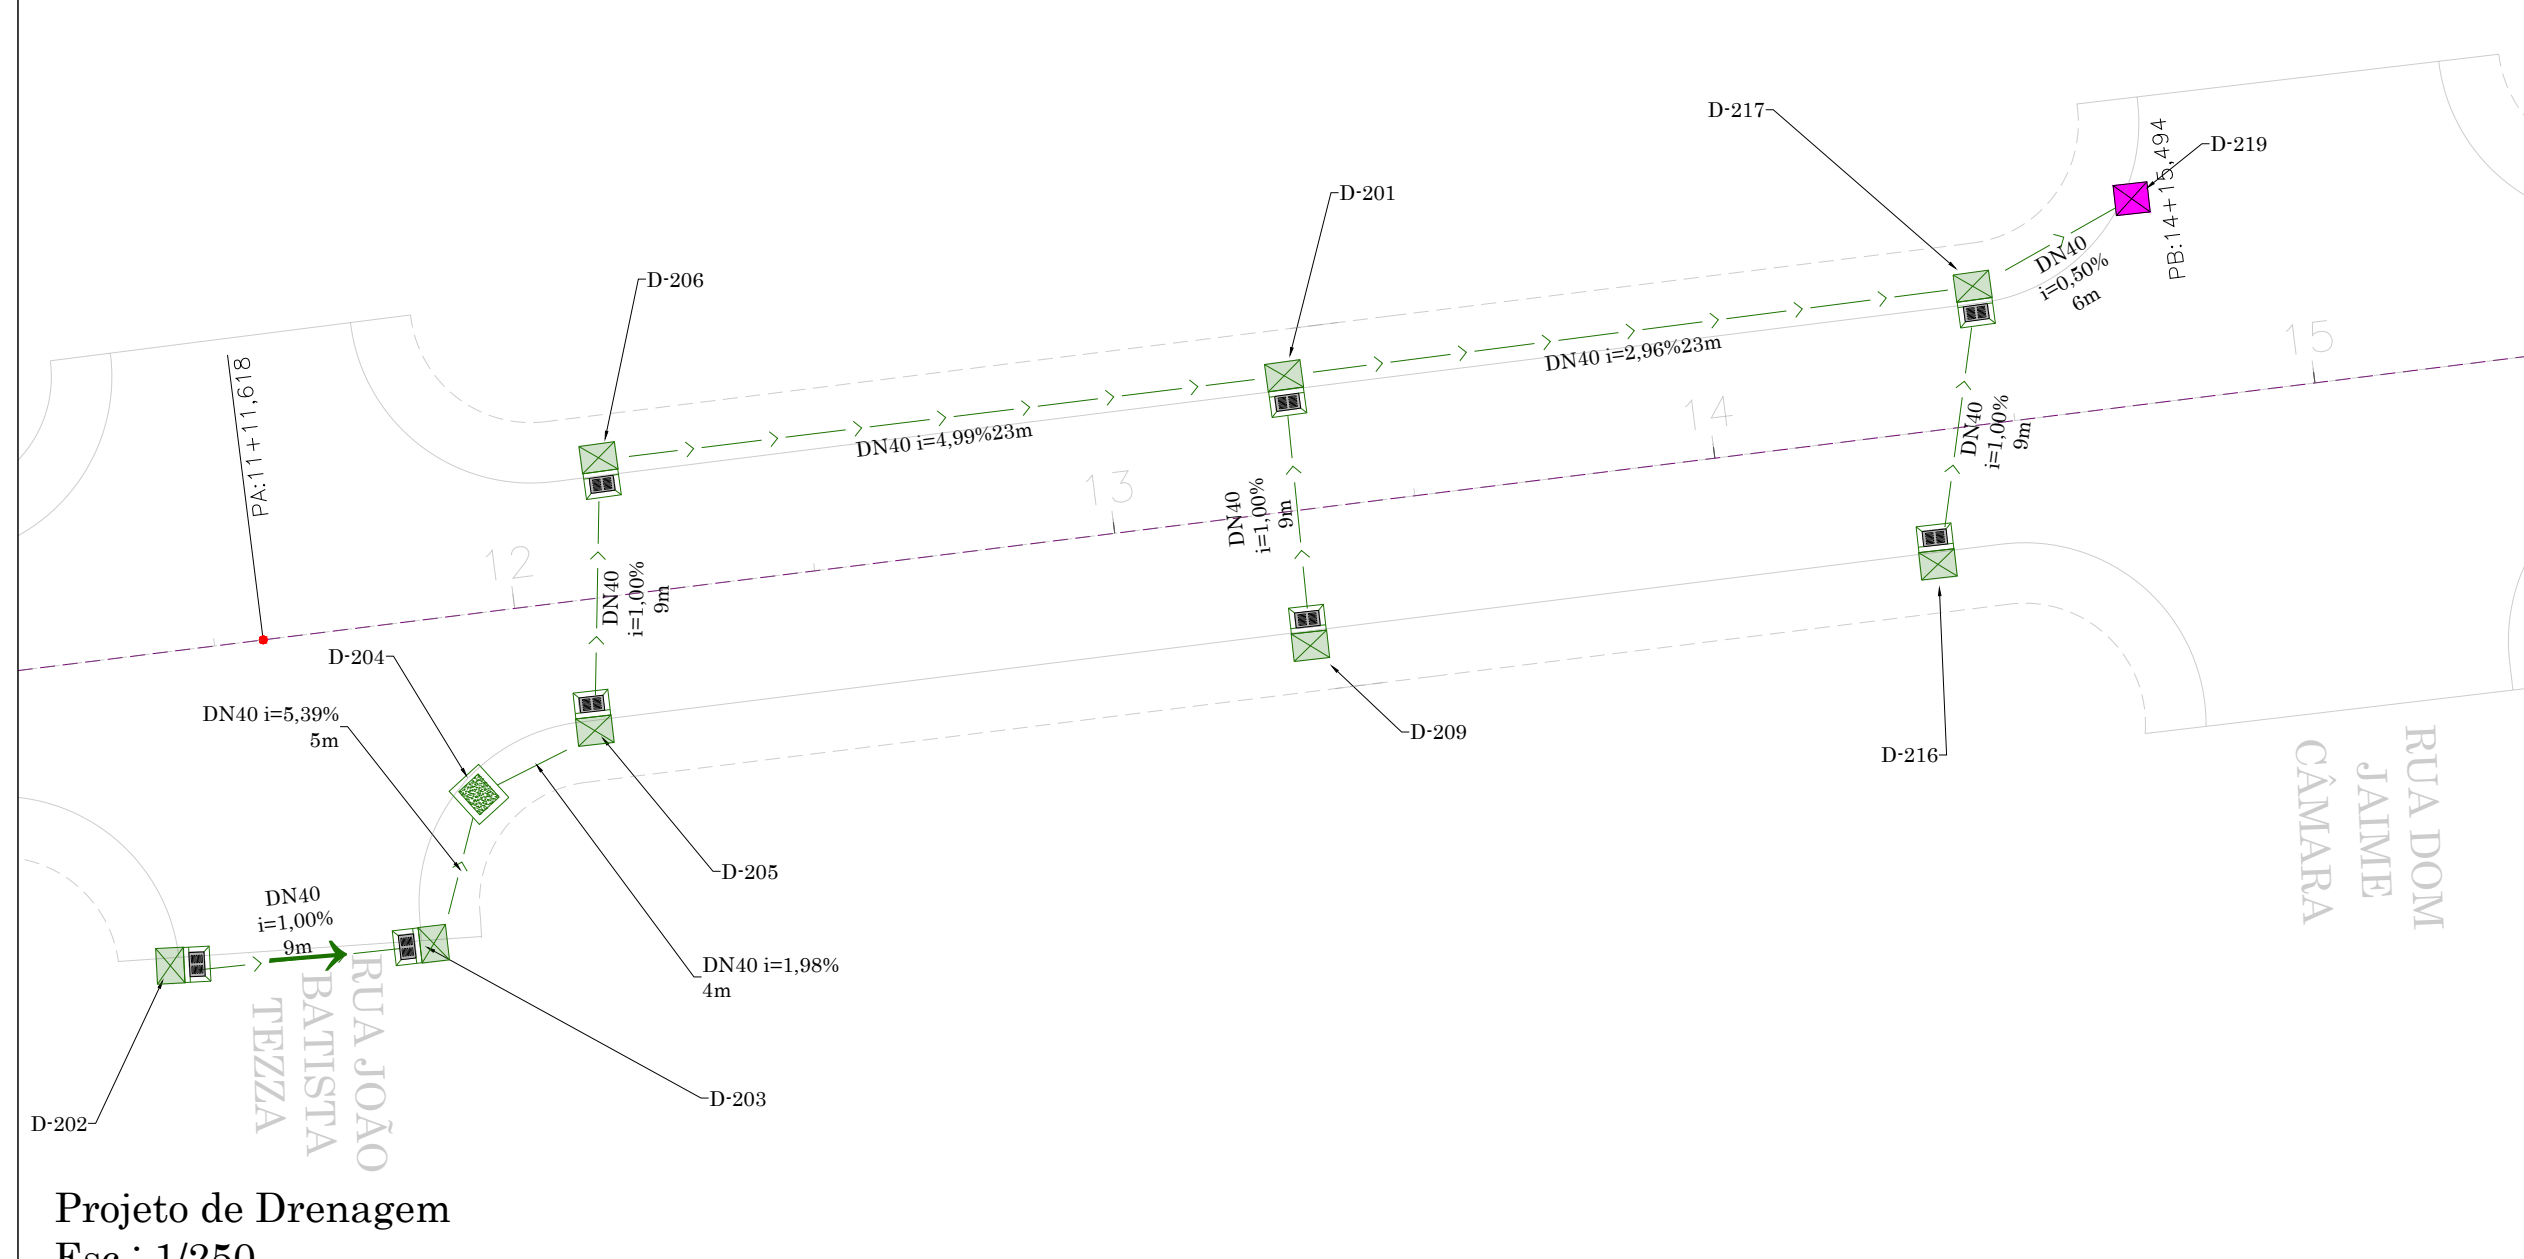 D-217
D-219
PB:14+15,494
D-201
DN40
i=0,50%
6m
D-206
15
DN40 i=2,96%23m
PA:11+11,618
14
DN40
i=1,00%
9m
DN40 i=4,99%23m
13
DN40
i=1,00%
9m
12
DN40
i=1,00%
9m
D-204
DN40 i=5,39%
5m
D-209
D-216
RUA DOM
JAIME
CÂMARA
D-205
DN40
i=1,00%
9m
DN40 i=1,98%
4m
RUA JOÃO
BATISTA
TEZZA
D-203
D-202
Projeto de Drenagem
Esc.: 1/250